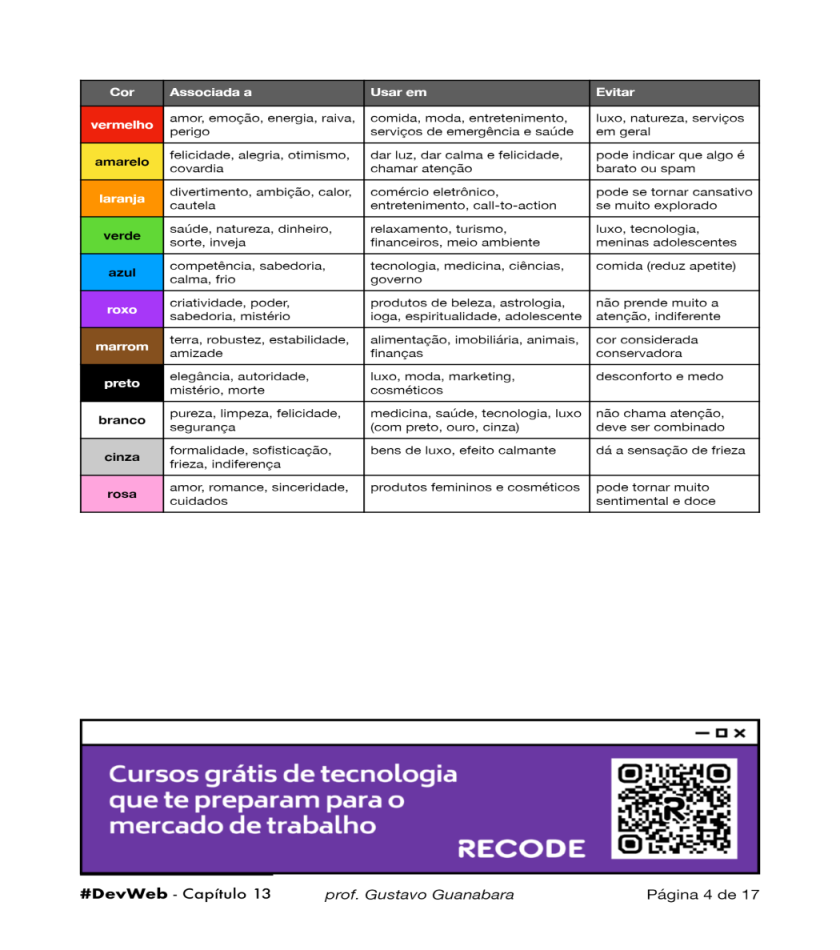 Cor Associada a Usar em Evitar
vermelho amor, emoção, energia, raiva, perigo comida, moda, entretenimento, serviços de emergência e saúde luxo, natureza, serviços em geral
amarelo felicidade, alegria, otimismo, covardia dar luz, dar calma e felicidade, chamar atenção pode indicar que algo é barato ou spam
laranja divertimento, ambição, calor, cautela comércio eletrônico, entretenimento, call-to-action pode se tornar cansativo se muito explorado
verde saúde, natureza, dinheiro, sorte, inveja relaxamento, turismo, financeiros, meio ambiente luxo, tecnologia, meninas adolescentes
azul competência, sabedoria, calma, frio tecnologia, medicina, ciências, governo comida (reduz apetite)
roxo criatividade, poder, sabedoria, mistério produtos de beleza, astrologia, ioga, espiritualidade, adolescente não prende muito a atenção, indiferente
marrom terra, robustez, estabilidade, amizade alimentação, imobiliária, animais, finanças cor considerada conservadora
preto elegância, autoridade, mistério, morte luxo, moda, marketing, cosméticos desconforto e medo
branco pureza, limpeza, felicidade, segurança medicina, saúde, tecnologia, luxo (com preto, ouro, cinza) não chama atenção, deve ser combinado
cinza formalidade, sofisticação, frieza, indiferença bens de luxo, efeito calmante dá a sensação de frieza
rosa amor, romance, sinceridade, cuidados produtos femininos e cosméticos pode tornar muito sentimental e doce
Cursos grátis de tecnologia
que te preparam para o
mercado de trabalho
RECODE
R
#DevWeb - Capítulo 13 prof. Gustavo Guanabara Página 4 de 17